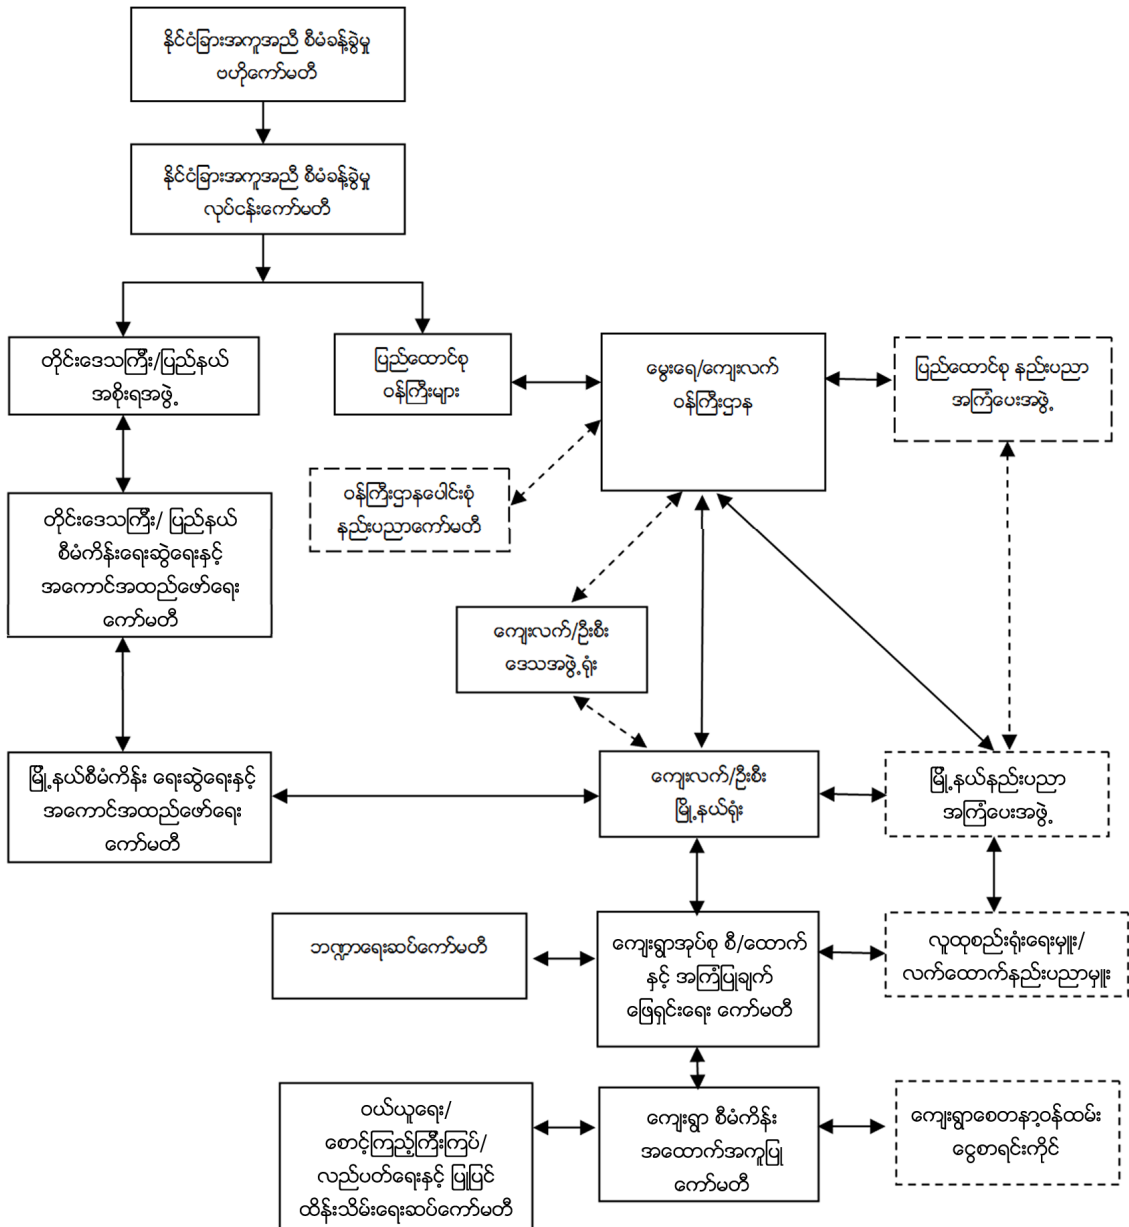 နိုင်ငံခြားအကူအညီ စီမံခန့်ခွဲမှု
ဗဟိုကော်မတီ
နိုင်ငံခြားအကူအညီ စီမံခန့်ခွဲမှု
လုပ်ငန်းကော်မတီ
တိုင်းဒေသကြီး/ပြည်နယ်
အစိုးရအဖွဲ့
ပြည်ထောင်စု
ဝန်ကြီးများ
မွေးရေ/ကျေးလက်
ဝန်ကြီးဌာန
ပြည်ထောင်စု နည်းပညာ
အကြံပေးအဖွဲ့
ဝန်ကြီးဌာနပေါင်းစုံ
နည်းပညာကော်မတီ
တိုင်းဒေသကြီး/ ပြည်နယ်
စီမံကိန်းရေးဆွဲရေးနှင့်
အကောင်အထည်ဖော်ရေး
ကော်မတီ
ကျေးလက်/ဦးစီး
ဒေသအဖွဲ့ရုံး
မြို့နယ်စီမံကိန်း ရေးဆွဲရေးနှင့်
အကောင်အထည်ဖော်ရေး
ကော်မတီ
ကျေးလက်/ဦးစီး
မြို့နယ်ရုံး
မြို့နယ်နည်းပညာ
အကြံပေးအဖွဲ့
ဘဏ္ဍာရေးဆပ်ကော်မတီ
ကျေးရွာအုပ်စု စီ/ထောက်
နှင့် အကြံပြုချက်
ဖြေရှင်းရေး ကော်မတီ
လူထုစည်းရုံးရေးမှူး/
လက်ထောက်နည်းပညာမှူး
ဝယ်ယူရေး/
စောင့်ကြည့်ကြီးကြပ်/
လည်ပတ်ရေးနှင့် ပြုပြင်
ထိန်းသိမ်းရေးဆပ်ကော်မတီ
ကျေးရွာ စီမံကိန်း
အထောက်အကူပြု
ကော်မတီ
ကျေးရွာစေတနာ့ဝန်ထမ်း
ငွေစာရင်းကိုင်